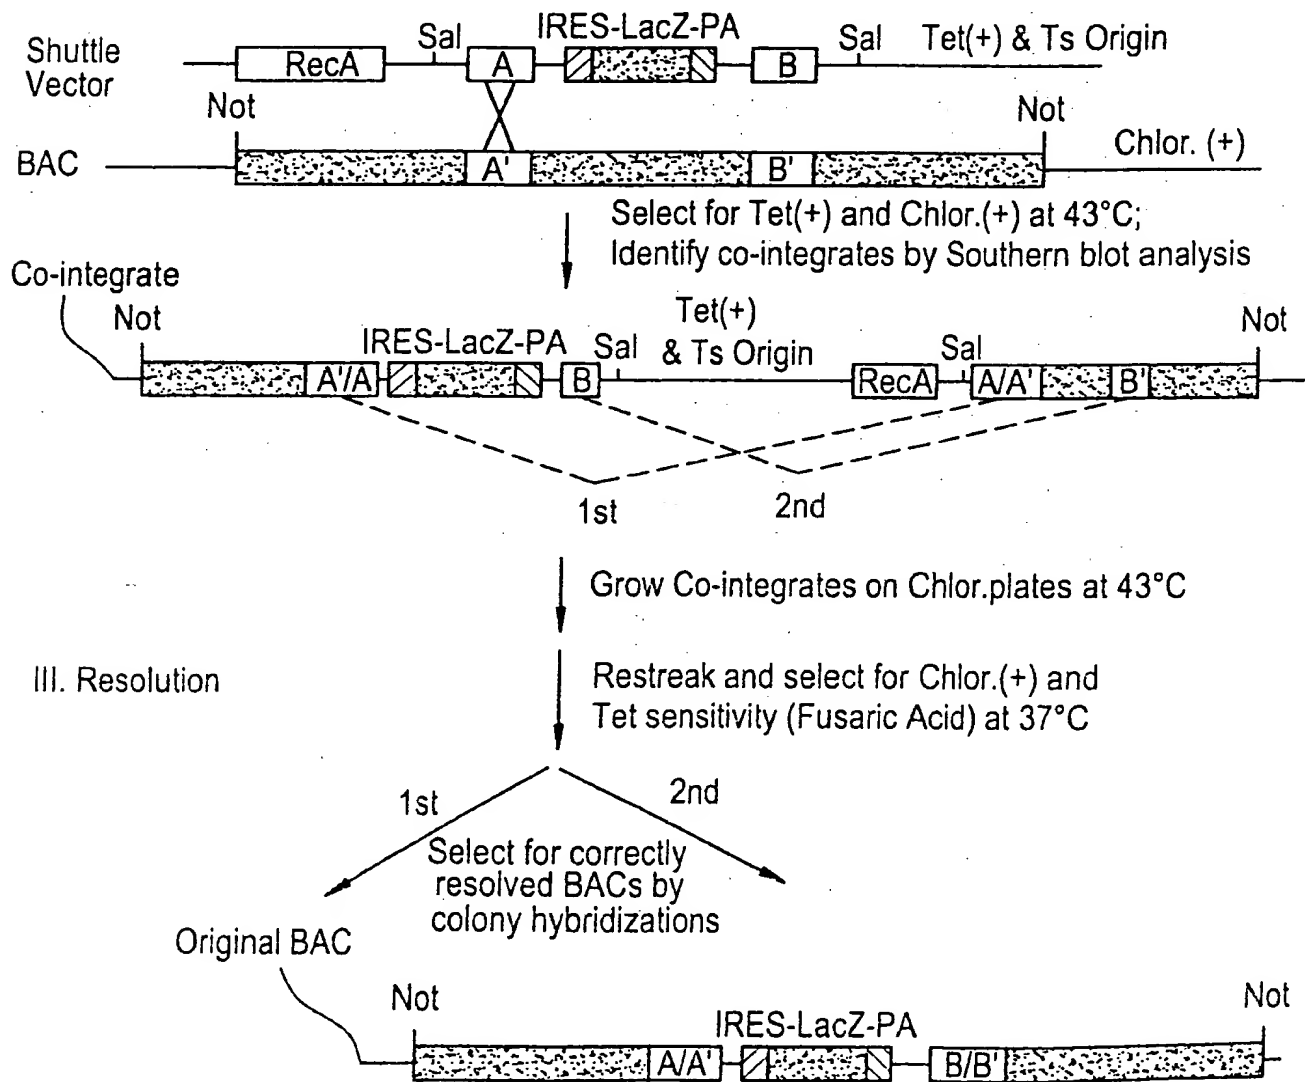 IRES-LacZ-PA
Shuttle
Vector
RecA
Sal
A
B
Sal
Tet(+) & Ts Origin
Not
Not
BAC
A'
B'
Chlor. (+)
Select for Tet(+) and Chlor.(+) at 43°C;
Identify co-integrates by Southern blot analysis
Co-integrate
Not
IRES-LacZ-PA
Sal
Tet(+)
& Ts Origin
Sal
Not
A'/A
B
RecA
A/A'
B'
1st
2nd
Grow Co-integrates on Chlor.plates at 43°C
III. Resolution
Restreak and select for Chlor.(+) and
Tet sensitivity (Fusaric Acid) at 37°C
1st
2nd
Select for correctly
resolved BACs by
colony hybridizations
Original BAC
Not
IRES-LacZ-PA
Not
A/A'
B/B'